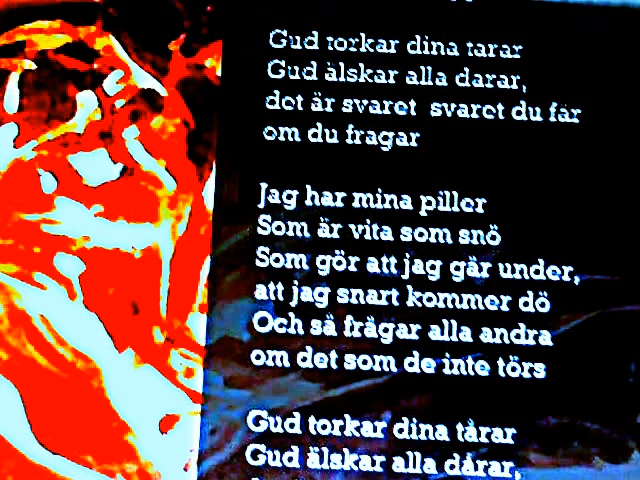 Gud torkar dina tårar
Gud älskar alla dårar,
det är svaret svaret du får
om du frågar
Jag har mina piller
Som är vita som snö
Som gör att jag går under,
att jag snart kommer dö
Och så frågar alla andra
om det som de inte törs
Gud torkar dina tårar
Gud älskar alla dårar,